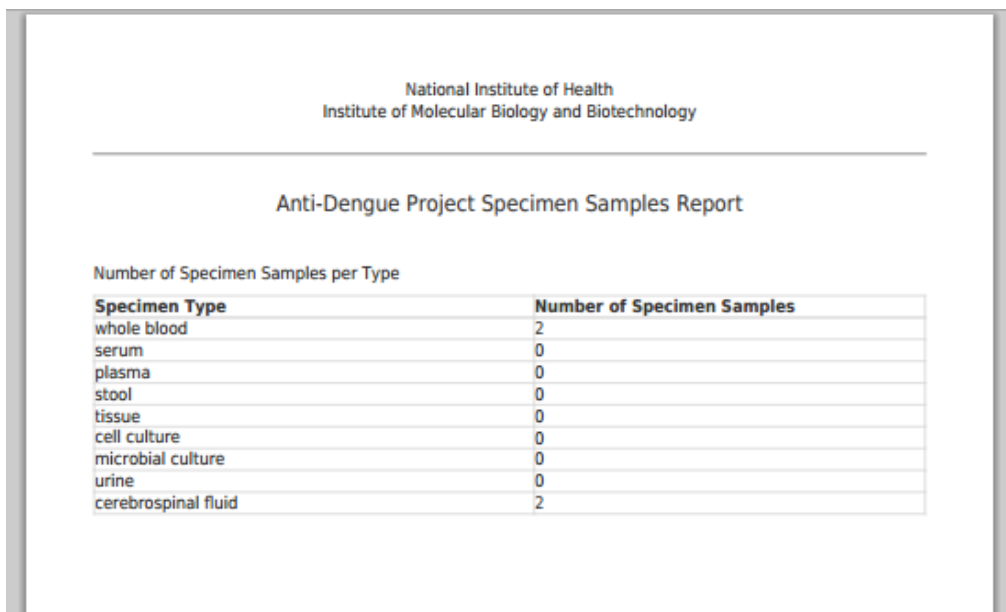 National Institute of Health
Institute of Molecular Biology and Biotechnology
Anti-Dengue Project Specimen Samples Report
Number of Specimen Samples per Type
Specimen Type Number of Specimen Samples
whole blood 2
serum 0
plasma 0
stool 0
tissue 0
cell culture 0
microbial culture 0
urine 0
cerebrospinal fluid 2